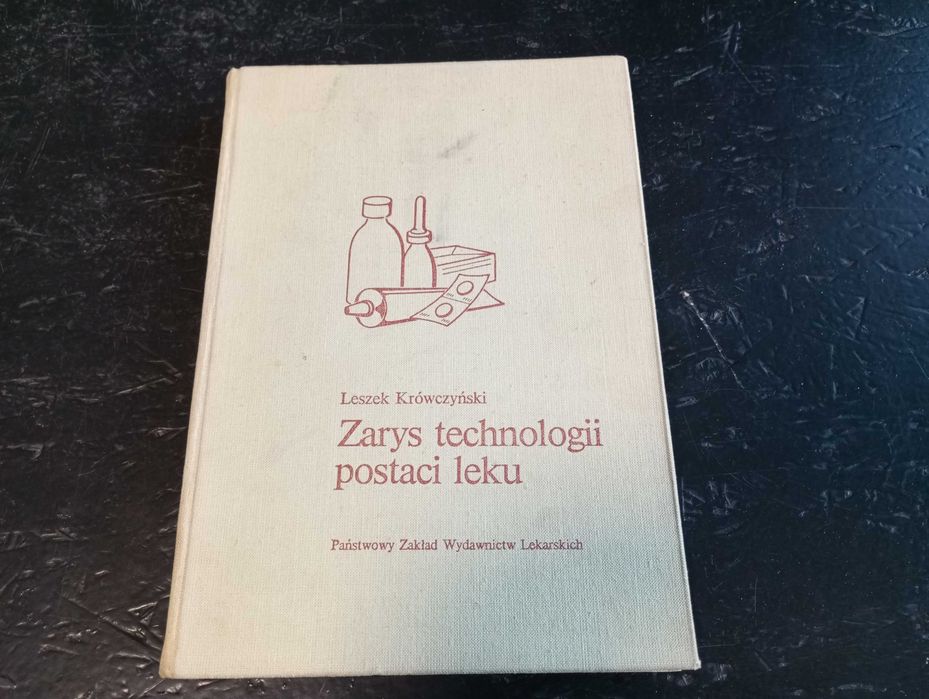 Leszek Krówczyński
Zarys technologii
postaci leku
Państwowy Zakład Wydawnictw Lekarskich